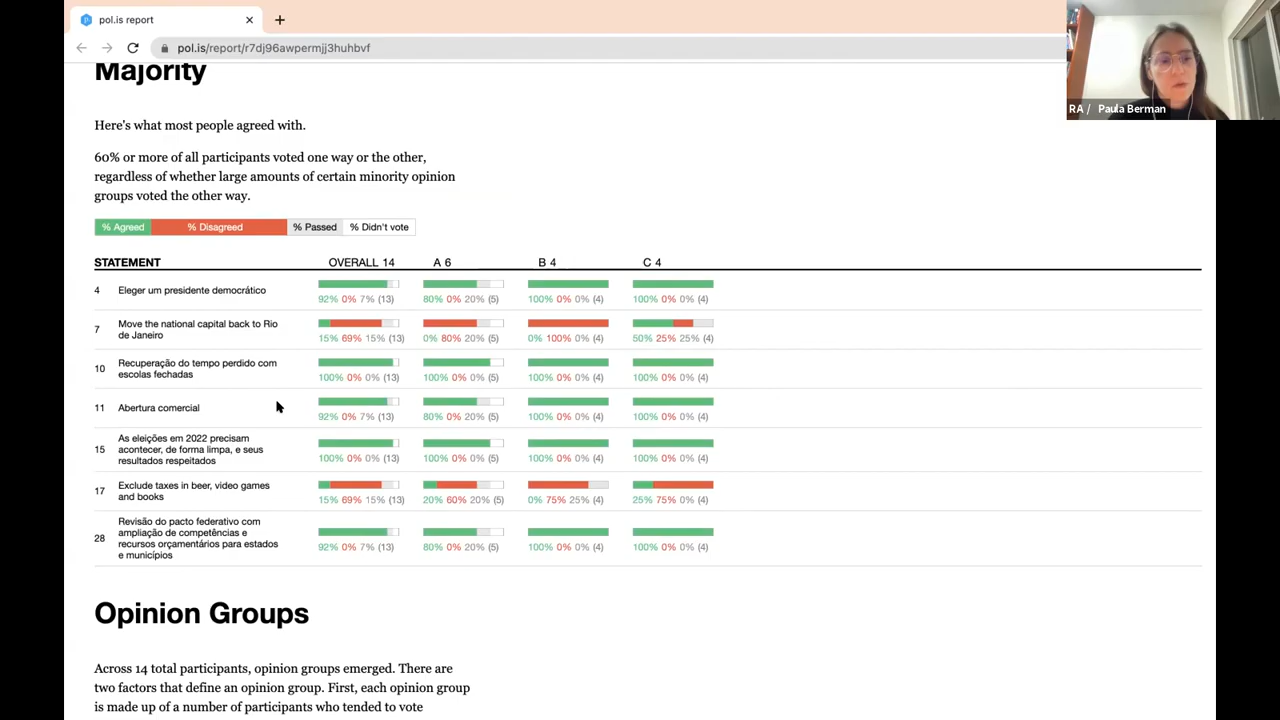 pol.is report
pol.is/report/r7dj96awpermjj3huhbvf
RA / Paula Berman
Majority
Here's what most people agreed with.
60% or more of all participants voted one way or the other,
regardless of whether large amounts of certain minority opinion
groups voted the other way.
% Agreed % Disagreed % Passed % Didn't vote
STATEMENT OVERALL 14 A 6 B 4 C 4
4 Eleger um presidente democrático
92% 0% 7% (13) 80% 0% 20% (5) 100% 0% 0% (4) 100% 0% 0% (4)
7 Move the national capital back to Rio
de Janeiro
15% 69% 15% (13) 0% 80% 20% (5) 0% 100% 0% (4) 50% 25% 25% (4)
10 Recuperação do tempo perdido com
escolas fechadas
100% 0% 0% (13) 100% 0% 0% (5) 100% 0% 0% (4) 100% 0% 0% (4)
11 Abertura comercial
92% 0% 7% (13) 80% 0% 20% (5) 100% 0% 0% (4) 100% 0% 0% (4)
15 As eleições em 2022 precisam
acontecer, de forma limpa, e seus
resultados respeitados
100% 0% 0% (13) 100% 0% 0% (5) 100% 0% 0% (4) 100% 0% 0% (4)
17 Exclude taxes in beer, video games
and books
15% 69% 15% (13) 20% 60% 20% (5) 0% 75% 25% (4) 25% 75% 0% (4)
28 Revisão do pacto federativo com
ampliação de competências e
recursos orçamentários para estados
e municípios
92% 0% 7% (13) 80% 0% 20% (5) 100% 0% 0% (4) 100% 0% 0% (4)
Opinion Groups
Across 14 total participants, opinion groups emerged. There are
two factors that define an opinion group. First, each opinion group
is made up of a number of participants who tended to vote